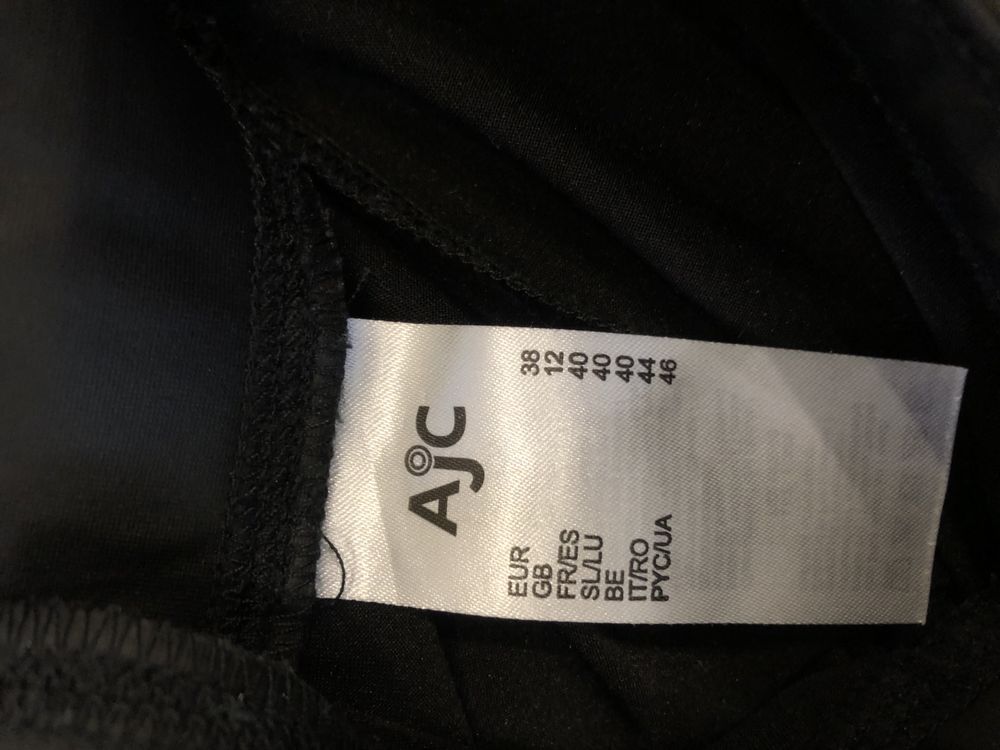 AJC
EUR 38
GB 12
FR/ES 40
SL/LU 40
BE 40
IT/RO 44
PYC/UA 46